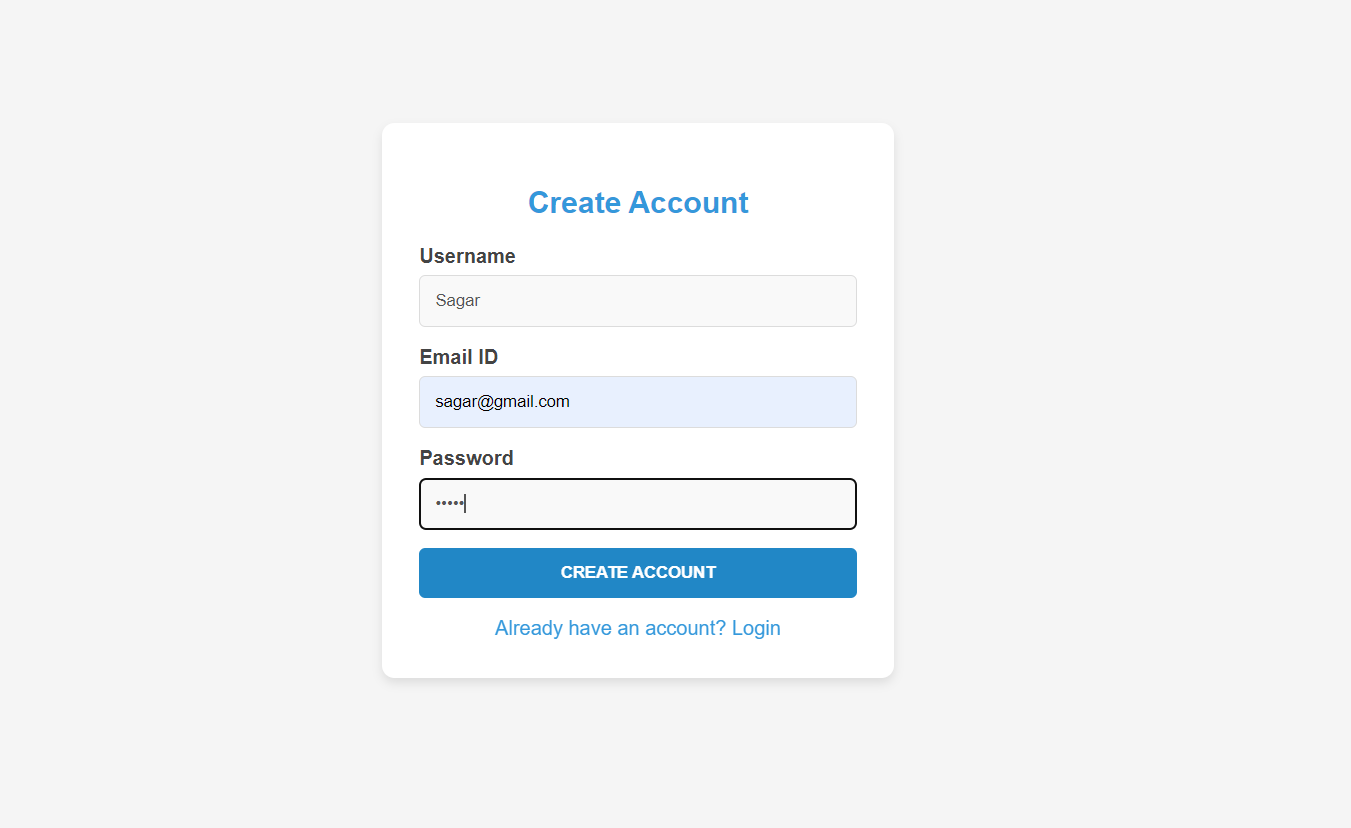 Create Account
Username
Sagar
Email ID
sagar@gmail.com
Password
•••••
CREATE ACCOUNT
Already have an account? Login